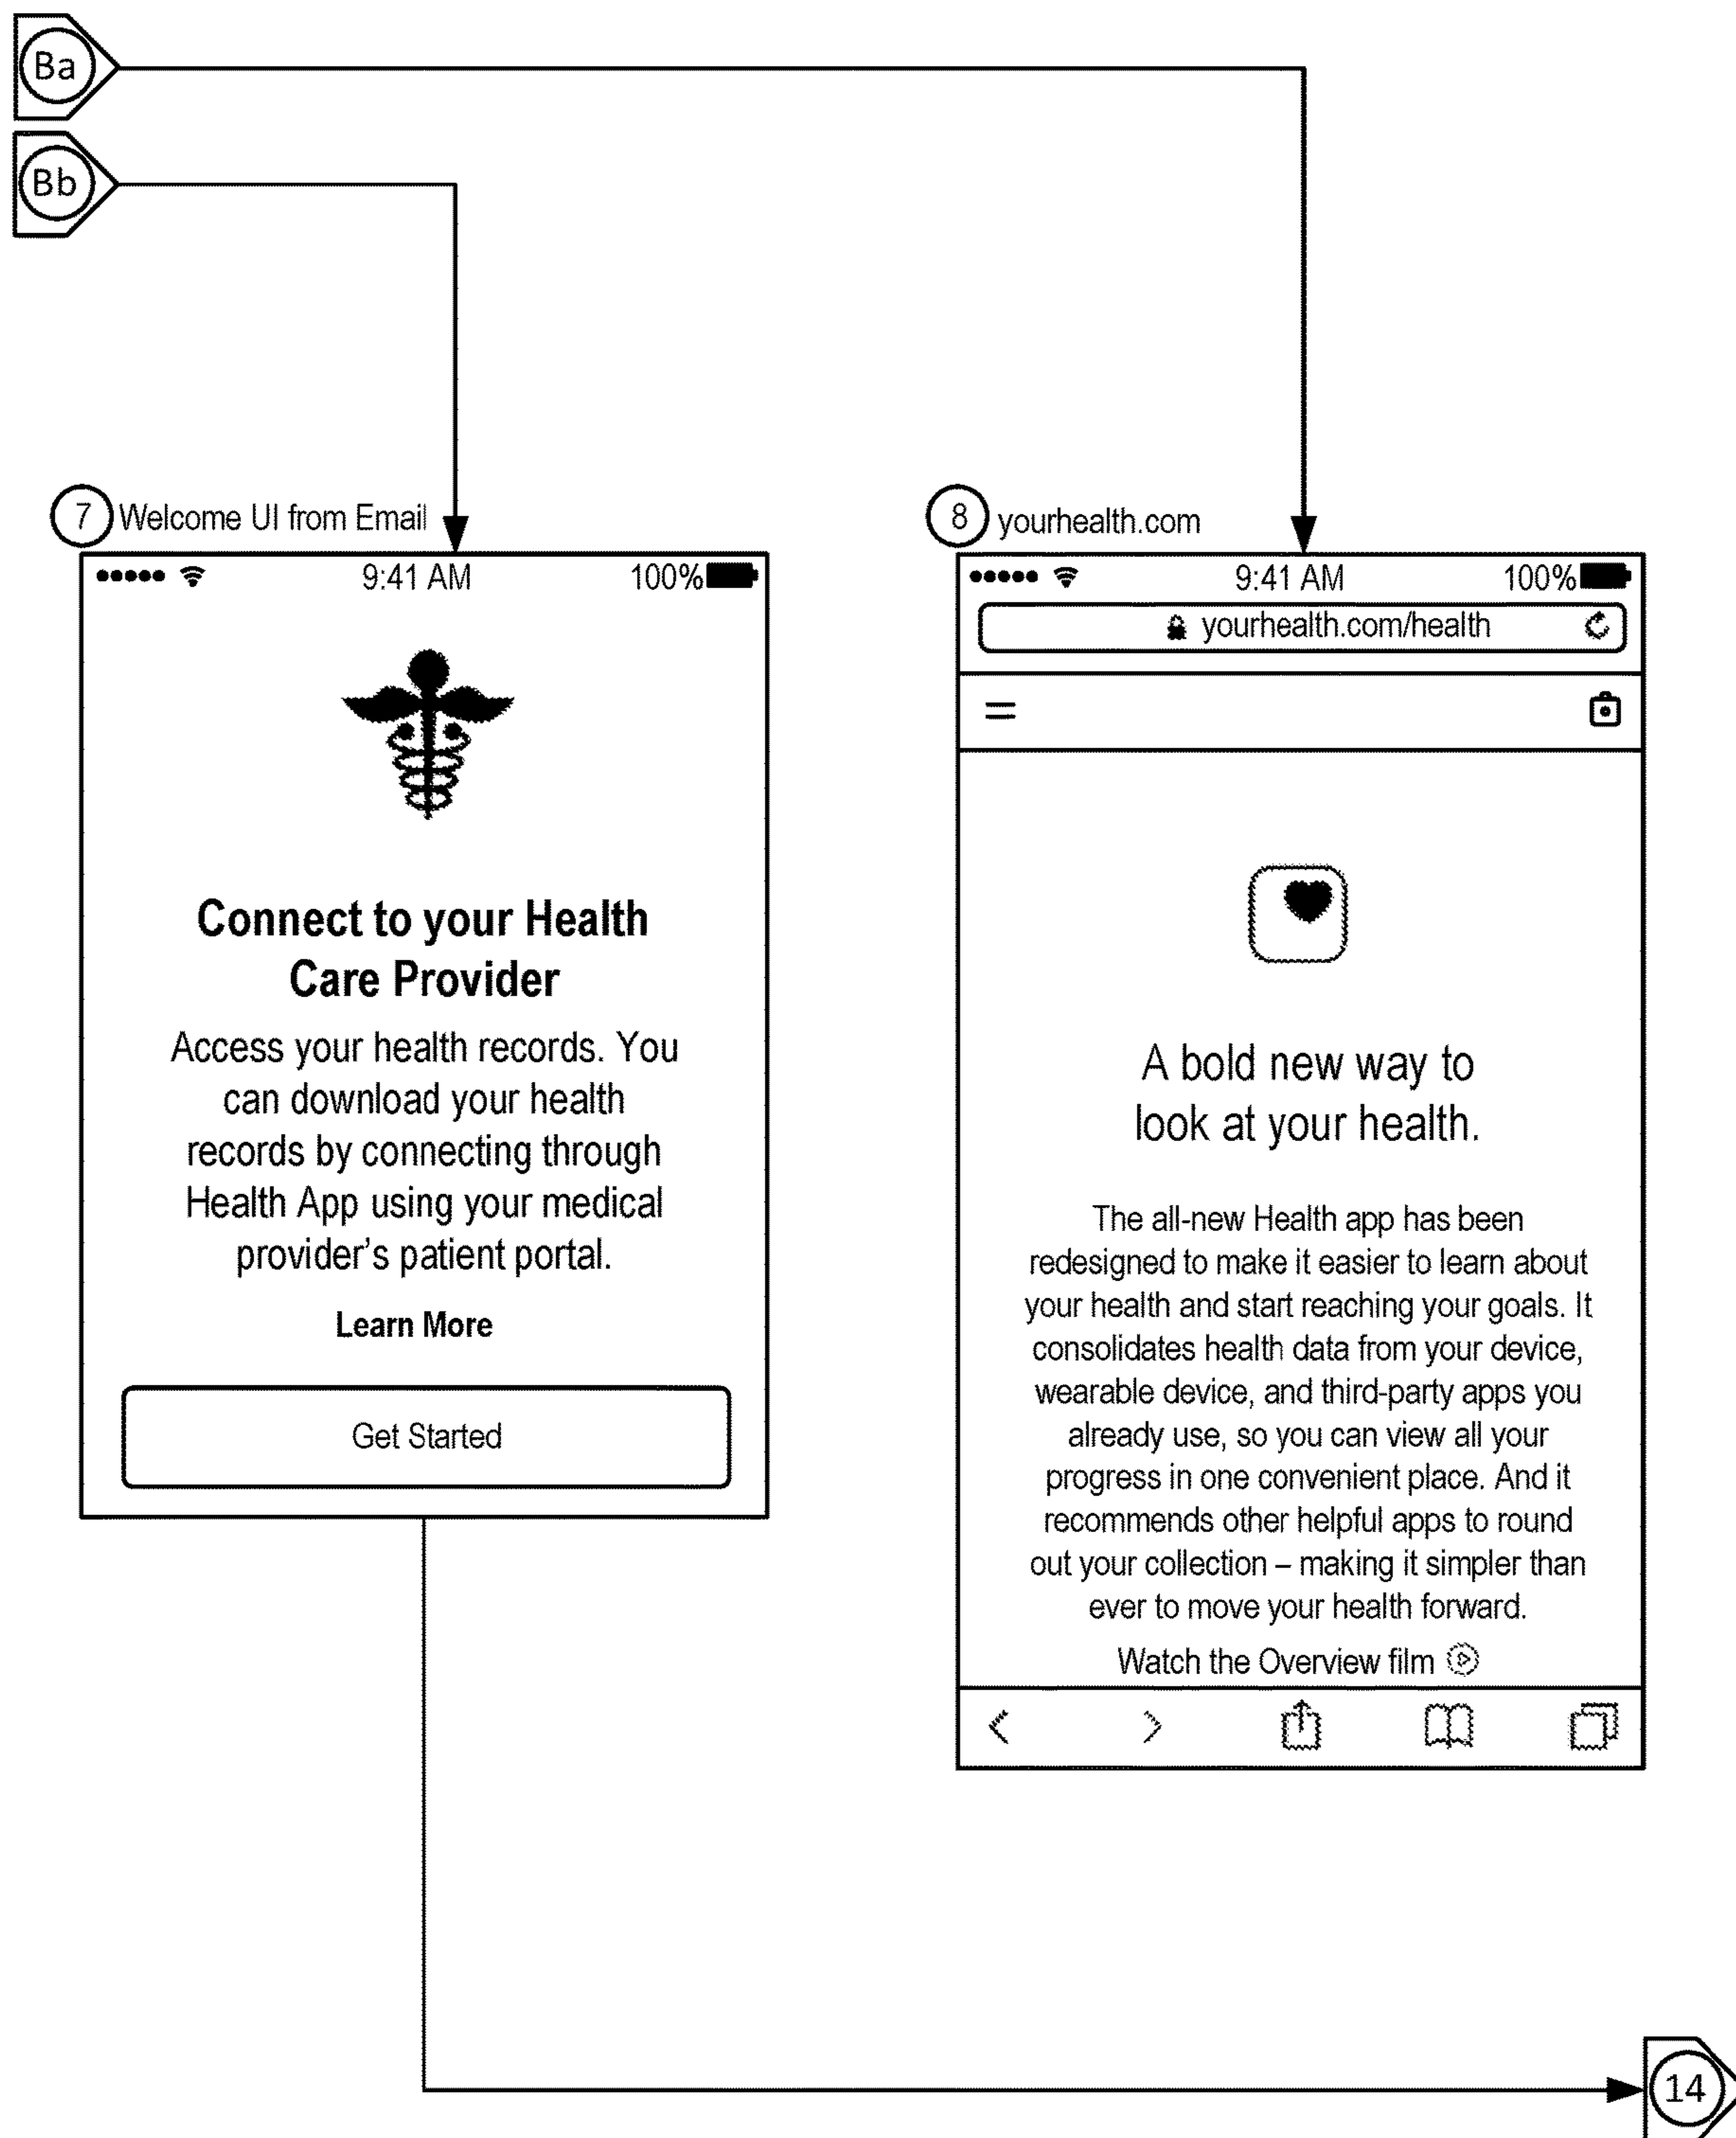 Ba
Bb
7 Welcome UI from Email
9:41 AM 100%
Connect to your Health
Care Provider
Access your health records. You
can download your health
records by connecting through
Health App using your medical
provider's patient portal.
Learn More
Get Started
8 yourhealth.com
9:41 AM 100%
yourhealth.com/health
A bold new way to
look at your health.
The all-new Health app has been
redesigned to make it easier to learn about
your health and start reaching your goals. It
consolidates health data from your device,
wearable device, and third-party apps you
already use, so you can view all your
progress in one convenient place. And it
recommends other helpful apps to round
out your collection – making it simpler than
ever to move your health forward.
Watch the Overview film
14